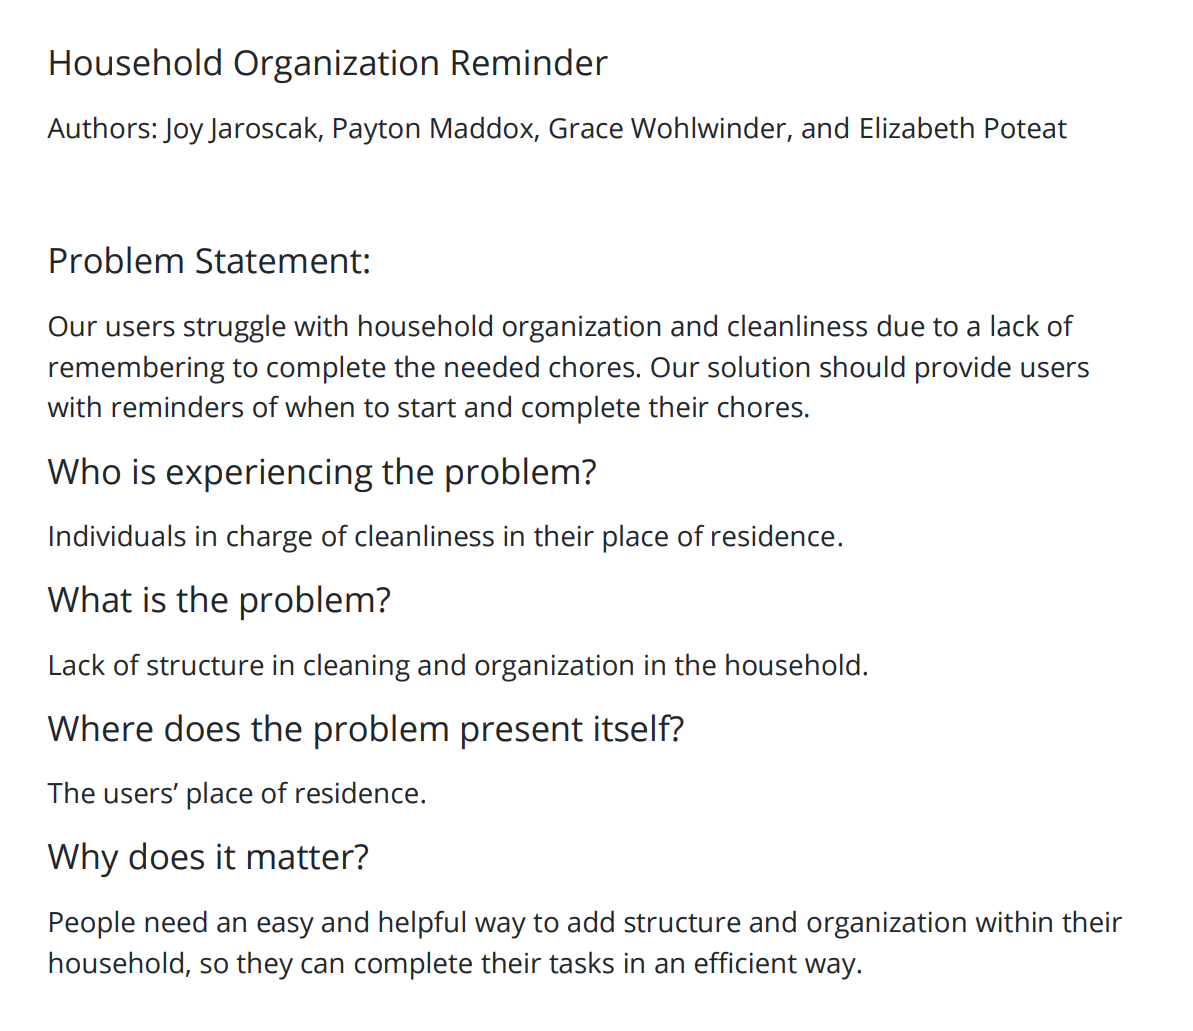 Household Organization Reminder
Authors: Joy Jaroscak, Payton Maddox, Grace Wohlwinder, and Elizabeth Poteat
Problem Statement:
Our users struggle with household organization and cleanliness due to a lack of
remembering to complete the needed chores. Our solution should provide users
with reminders of when to start and complete their chores.
Who is experiencing the problem?
Individuals in charge of cleanliness in their place of residence.
What is the problem?
Lack of structure in cleaning and organization in the household.
Where does the problem present itself?
The users’ place of residence.
Why does it matter?
People need an easy and helpful way to add structure and organization within their
household, so they can complete their tasks in an efficient way.